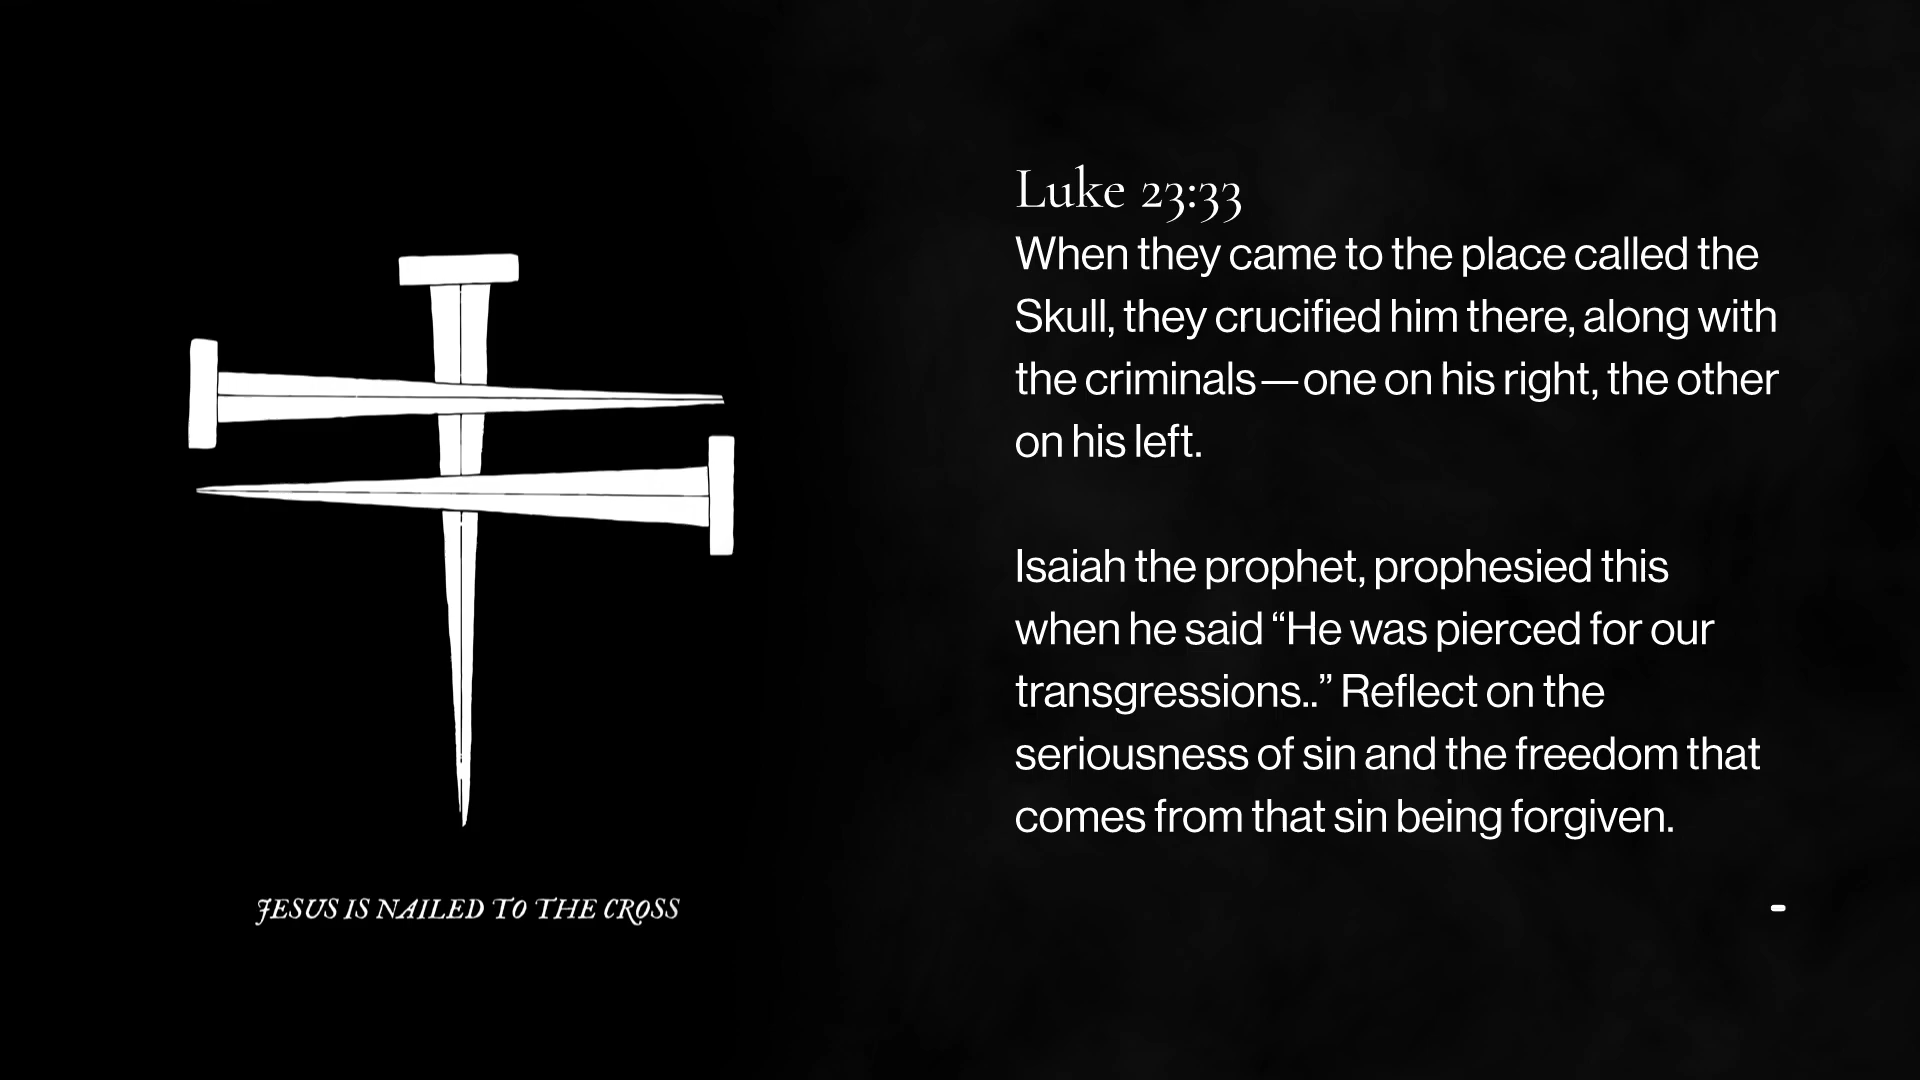 Luke 23:33
When they came to the place called the
Skull, they crucified him there, along with
the criminals—one on his right, the other
on his left.
Isaiah the prophet, prophesied this
when he said “He was pierced for our
transgressions..” Reflect on the
seriousness of sin and the freedom that
comes from that sin being forgiven.
JESUS IS NAILED TO THE CROSS
-